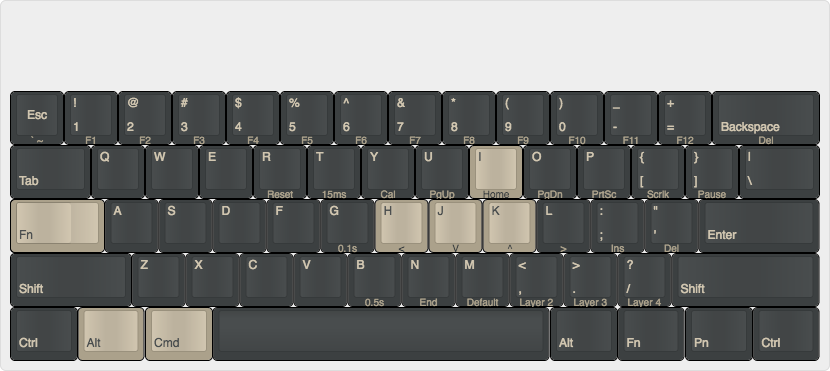 ! @ # $ % ^ & * ( ) _ +
Esc 1 2 3 4 5 6 7 8 9 0 - = Backspace
` ~ F1 F2 F3 F4 F5 F6 F7 F8 F9 F10 F11 F12 Del
Q W E R T Y U I O P { } |
Tab [ ] \
Reset 15ms Cal PgUp Home PgDn PrtSc Scrlk Pause
A S D F G H J K L : "
Fn ; ' Enter
0.1s < V ^ > Ins Del
Z X C V B N M < > ?
Shift , . / Shift
0.5s End Default Layer 2 Layer 3 Layer 4
Ctrl Alt Cmd Alt Fn Pn Ctrl